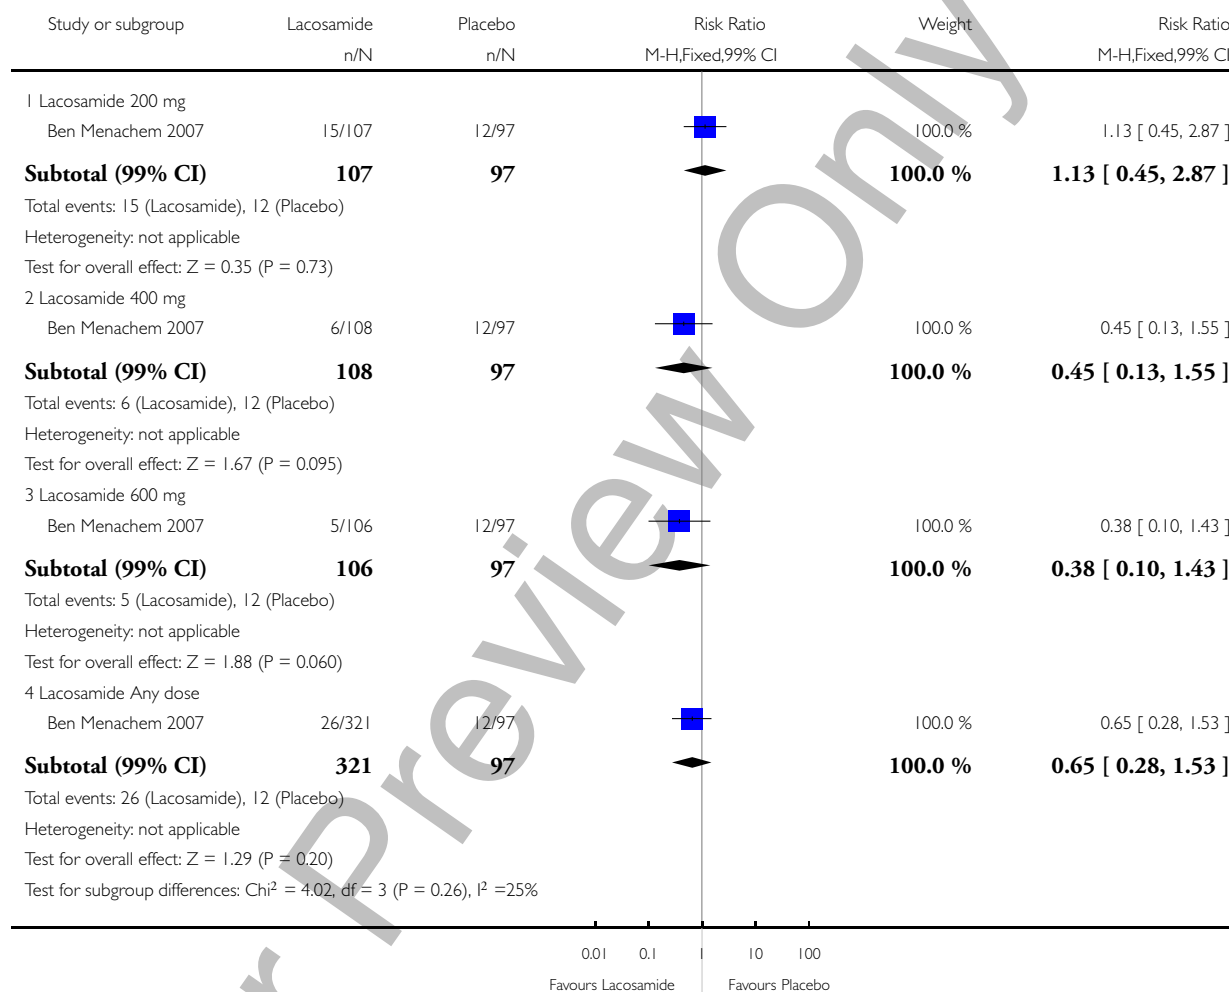 Study or subgroup Lacosamide Placebo Risk Ratio Weight Risk Ratio
n/N n/N M-H,Fixed,99% CI M-H,Fixed,99% CI
1 Lacosamide 200 mg
Ben Menachem 2007 15/107 12/97 100.0 % 1.13 [ 0.45, 2.87 ]
Subtotal (99% CI) 107 97 100.0 % 1.13 [ 0.45, 2.87 ]
Total events: 15 (Lacosamide), 12 (Placebo)
Heterogeneity: not applicable
Test for overall effect: Z = 0.35 (P = 0.73)
2 Lacosamide 400 mg
Ben Menachem 2007 6/108 12/97 100.0 % 0.45 [ 0.13, 1.55 ]
Subtotal (99% CI) 108 97 100.0 % 0.45 [ 0.13, 1.55 ]
Total events: 6 (Lacosamide), 12 (Placebo)
Heterogeneity: not applicable
Test for overall effect: Z = 1.67 (P = 0.095)
3 Lacosamide 600 mg
Ben Menachem 2007 5/106 12/97 100.0 % 0.38 [ 0.10, 1.43 ]
Subtotal (99% CI) 106 97 100.0 % 0.38 [ 0.10, 1.43 ]
Total events: 5 (Lacosamide), 12 (Placebo)
Heterogeneity: not applicable
Test for overall effect: Z = 1.88 (P = 0.060)
4 Lacosamide Any dose
Ben Menachem 2007 26/321 12/97 100.0 % 0.65 [ 0.28, 1.53 ]
Subtotal (99% CI) 321 97 100.0 % 0.65 [ 0.28, 1.53 ]
Total events: 26 (Lacosamide), 12 (Placebo)
Heterogeneity: not applicable
Test for overall effect: Z = 1.29 (P = 0.20)
Test for subgroup differences: Chi² = 4.02, df = 3 (P = 0.26), I² =25%
0.01 0.1 1 10 100
Favours Lacosamide Favours Placebo
r Preview Only